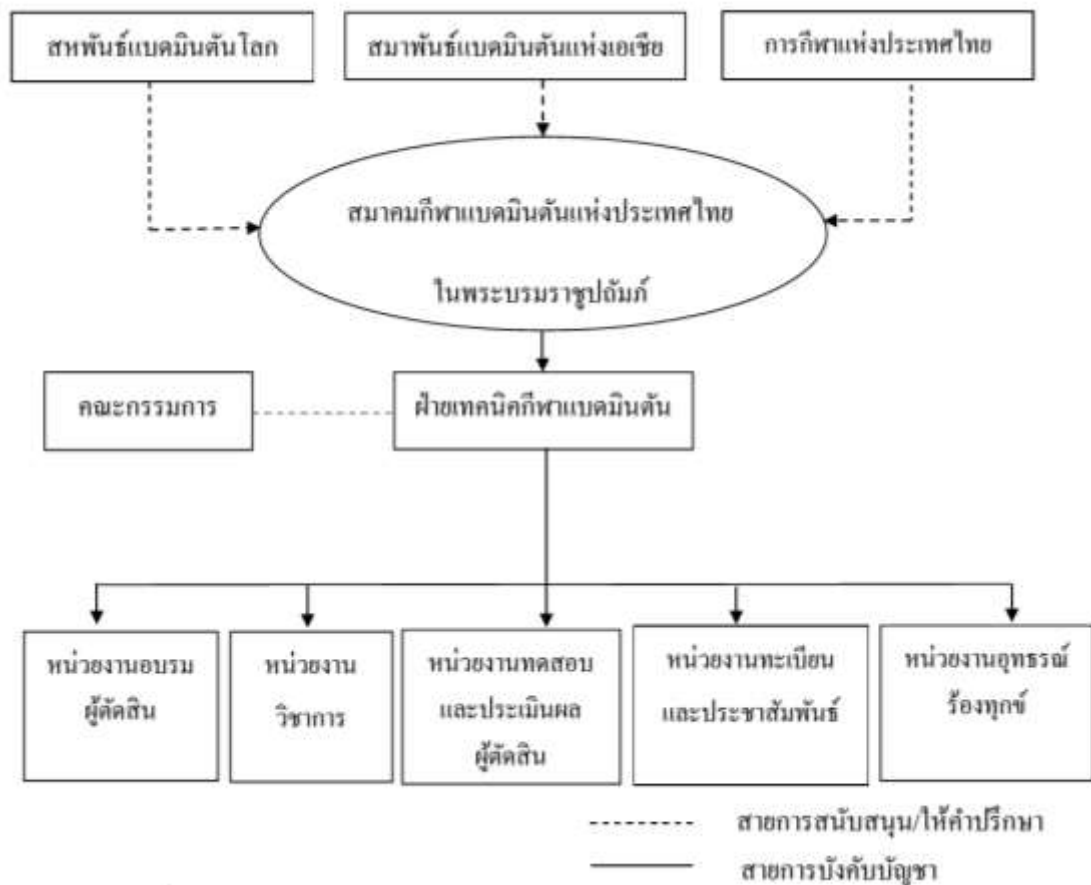 สหพันธ์แบดมินตันโลก
สมาพันธ์แบดมินตันแห่งเอเชีย
การกีฬาแห่งประเทศไทย
สมาคมกีฬาแบดมินตันแห่งประเทศไทย
ในพระบรมราชูปถัมภ์
คณะกรรมการ
ฝ่ายเทคนิคกีฬาแบดมินตัน
หน่วยงานอบรม
ผู้ตัดสิน
หน่วยงาน
วิชาการ
หน่วยงานทดสอบ
และประเมินผล
ผู้ตัดสิน
หน่วยงานทะเบียน
และประชาสัมพันธ์
หน่วยงานอุทธรณ์
ร้องทุกข์
สายการสนับสนุน/ให้คำปรึกษา
สายการบังคับบัญชา